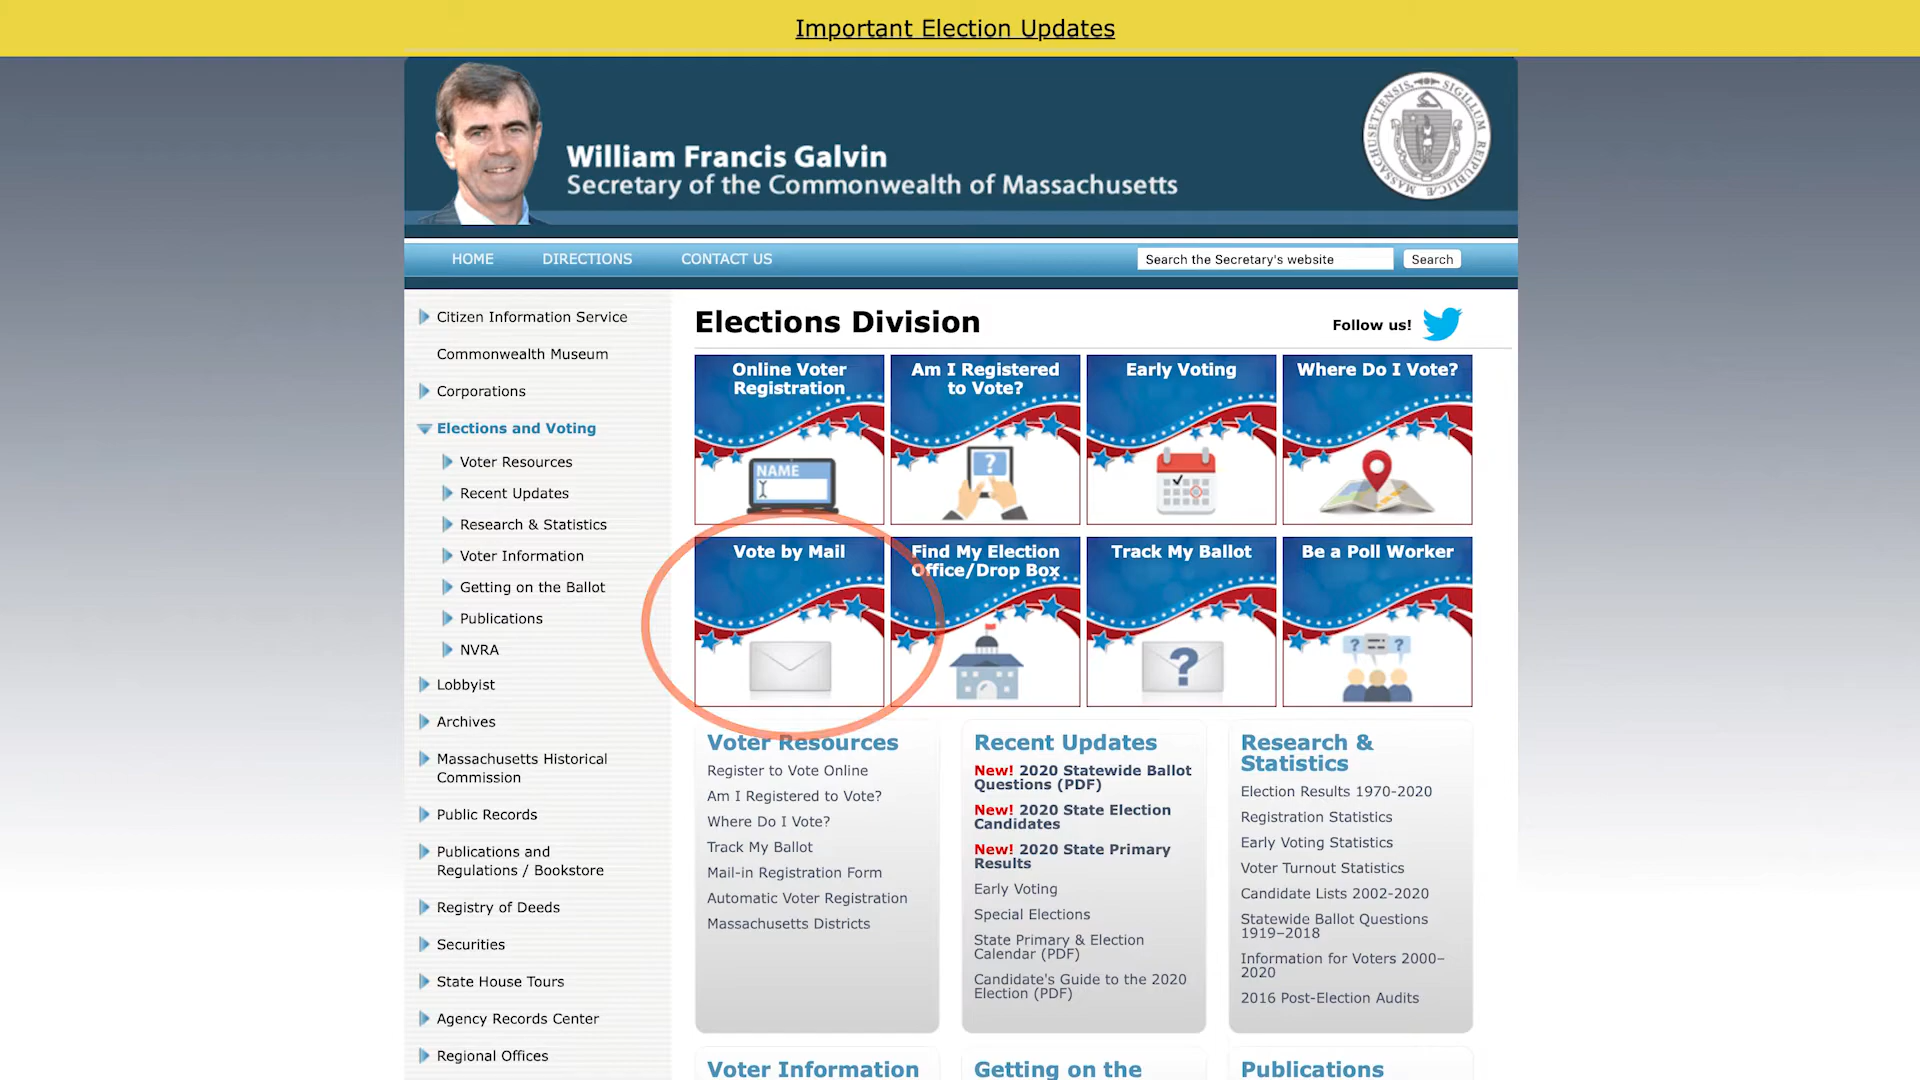 Important Election Updates
William Francis Galvin
Secretary of the Commonwealth of Massachusetts
HOME
DIRECTIONS
CONTACT US
Search the Secretary's website
Search
Citizen Information Service
Commonwealth Museum
Corporations
Elections and Voting
Voter Resources
Recent Updates
Research & Statistics
Voter Information
Getting on the Ballot
Publications
NVRA
Lobbyist
Archives
Massachusetts Historical
Commission
Public Records
Publications and
Regulations / Bookstore
Registry of Deeds
Securities
State House Tours
Agency Records Center
Regional Offices
Elections Division
Follow us!
Online Voter
Registration
NAME
Am I Registered
to Vote?
?
Early Voting
Where Do I Vote?
Vote by Mail
Find My Election
Office/Drop Box
Track My Ballot
?
Be a Poll Worker
? ?
Voter Resources
Register to Vote Online
Am I Registered to Vote?
Where Do I Vote?
Track My Ballot
Mail-in Registration Form
Automatic Voter Registration
Massachusetts Districts
Recent Updates
New! 2020 Statewide Ballot
Questions (PDF)
New! 2020 State Election
Candidates
New! 2020 State Primary
Results
Early Voting
Special Elections
State Primary & Election
Calendar (PDF)
Candidate's Guide to the 2020
Election (PDF)
Research &
Statistics
Election Results 1970-2020
Registration Statistics
Early Voting Statistics
Voter Turnout Statistics
Candidate Lists 2002-2020
Statewide Ballot Questions
1919–2018
Information for Voters 2000–
2020
2016 Post-Election Audits
Voter Information
Getting on the
Publications